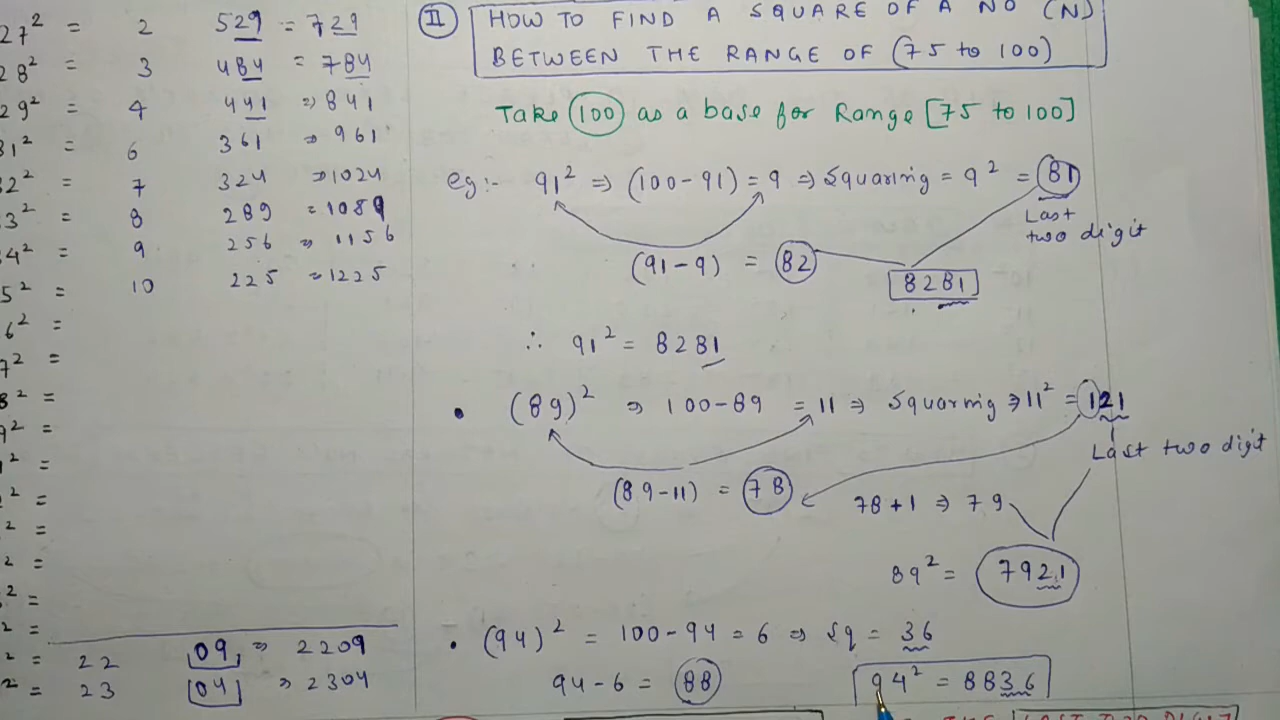 27² = 2 529 = 729
28² = 3 484 = 784
29² = 4 441 ⇒ 841
31² = 6 361 ⇒ 961
32² = 7 324 ⇒ 1024
3² = 8 289 = 1089
4² = 9 256 ⇒ 1156
5² = 10 225 = 1225
6² =
7² =
8² =
9² =
² =
² =
² =
² =
² =
² =
² = 22 09 ⇒ 2209
² = 23 04 ⇒ 2304
II HOW TO FIND A SQUARE OF A NO (N)
BETWEEN THE RANGE OF (75 to 100)
Take 100 as a base for Range [75 to 100]
eg:- 91² ⇒ (100-91) = 9 ⇒ Squaring = 9² = 81
Last
two digit
(91-9) = 82
8281
∴ 91² = 8281
• (89)² ⇒ 100-89 = 11 ⇒ Squaring ⇒ 11² = 121
Last two digit
(89-11) = 78
78+1 ⇒ 79
89² = 7921
• (94)² = 100-94 = 6 ⇒ Sq = 36
94-6 = 88
94² = 8836